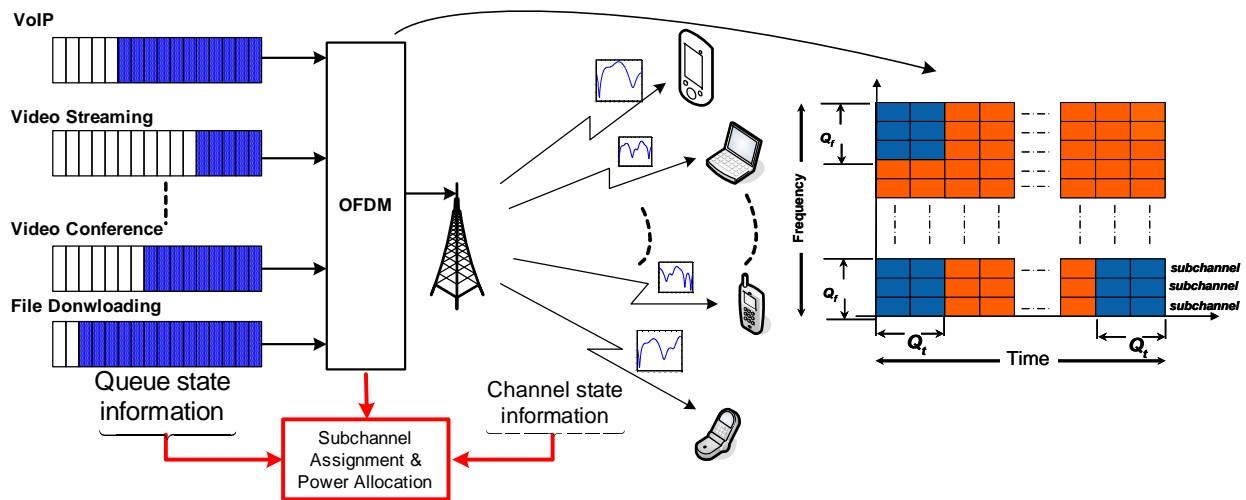 VoIP
Video Streaming
Video Conference
File Donwloading
OFDM
Queue state
information
Channel state
information
Subchannel
Assignment &
Power Allocation
Frequency
Qf
Qf
subchannel
subchannel
subchannel
Qt
Qt
Time